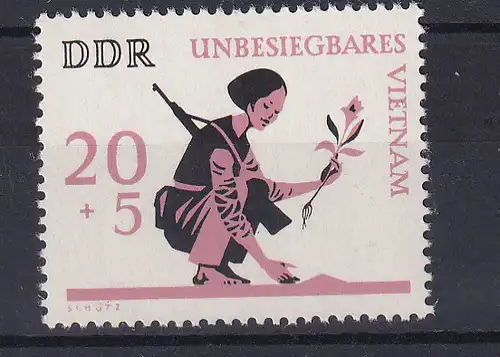 DDR
UNBESIEGBARES
VIETNAM
20
+ 5
SCHÜTZ